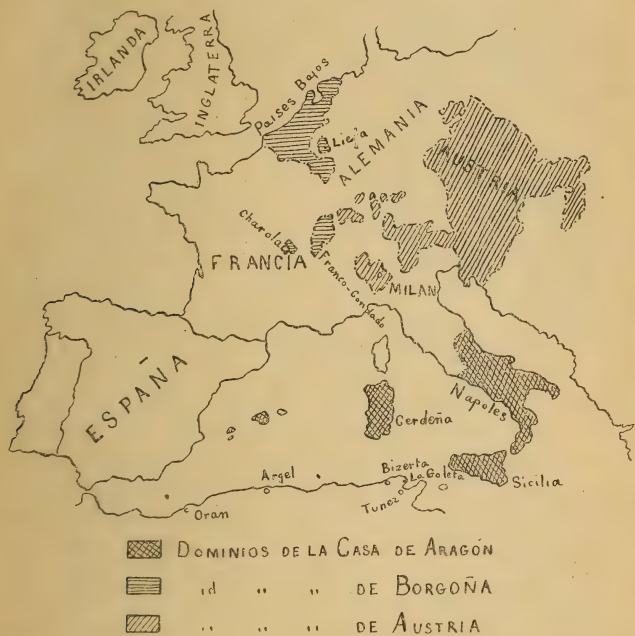 IRLANDA
INGLATERRA
Paises Bajos
Lieja
ALEMANIA
AUSTRIA
Charola
FRANCIA
Franco-Condado
MILAN
ESPAÑA
Napoles
Cerdeña
Argel
Bizerta
La Goleta
Tunez
Sicilia
Orán
DOMINIOS DE LA CASA DE ARAGÓN
id " " DE BORGOÑA
" " " DE AUSTRIA